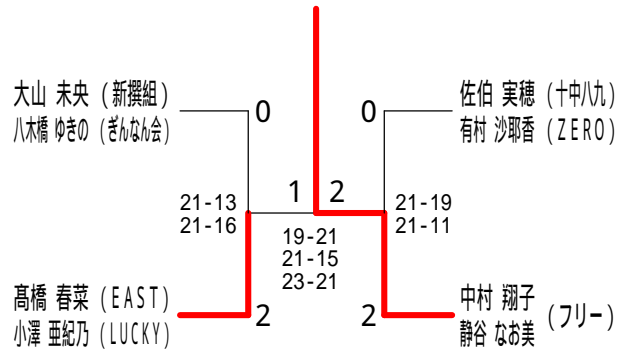 大山 未央 (新撰組)
八木橋 ゆきの (ぎんなん会)
0
0
佐伯 実穂 (十中八九)
有村 沙耶香 (ZERO)
21-13
21-16
1
2
19-21
21-15
23-21
21-19
21-11
髙橋 春菜 (EAST)
小澤 亜紀乃 (LUCKY)
2
2
中村 翔子
静谷 なお美
(フリー)